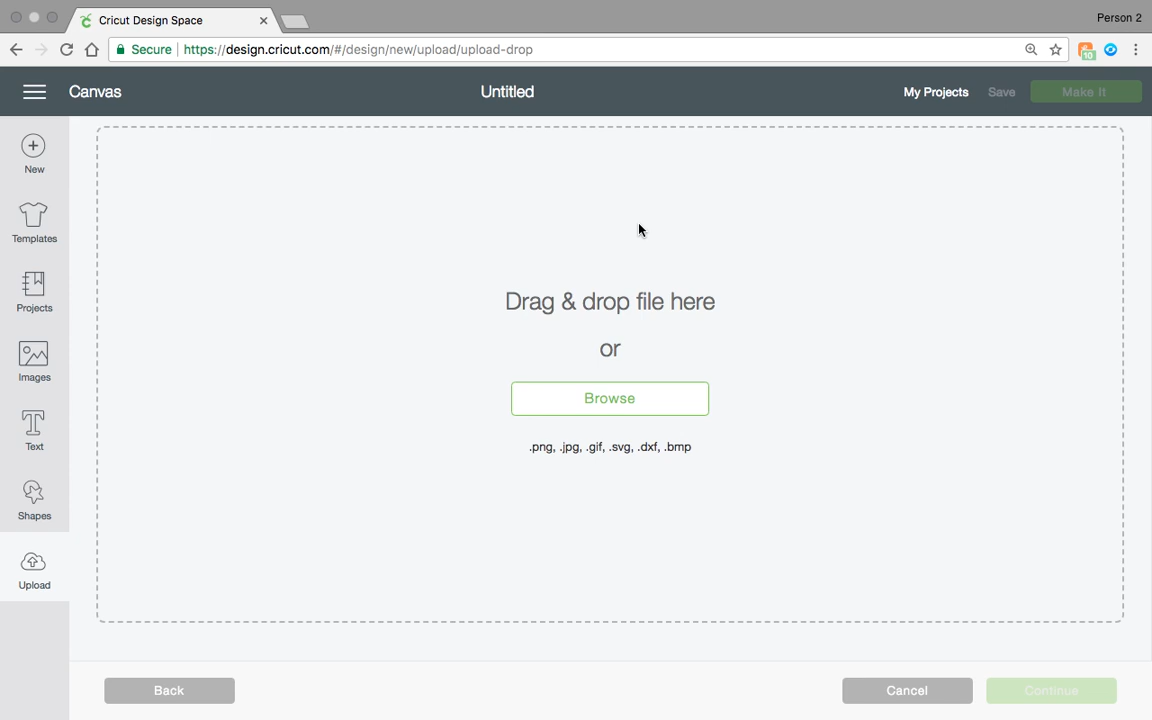 Cricut Design Space
Person 2
Secure
https://design.cricut.com/#/design/new/upload/upload-drop
10
Canvas
Untitled
My Projects
Save
Make It
New
Templates
Projects
Images
Text
Shapes
Upload
Drag & drop file here
or
Browse
.png, .jpg, .gif, .svg, .dxf, .bmp
Back
Cancel
Continue